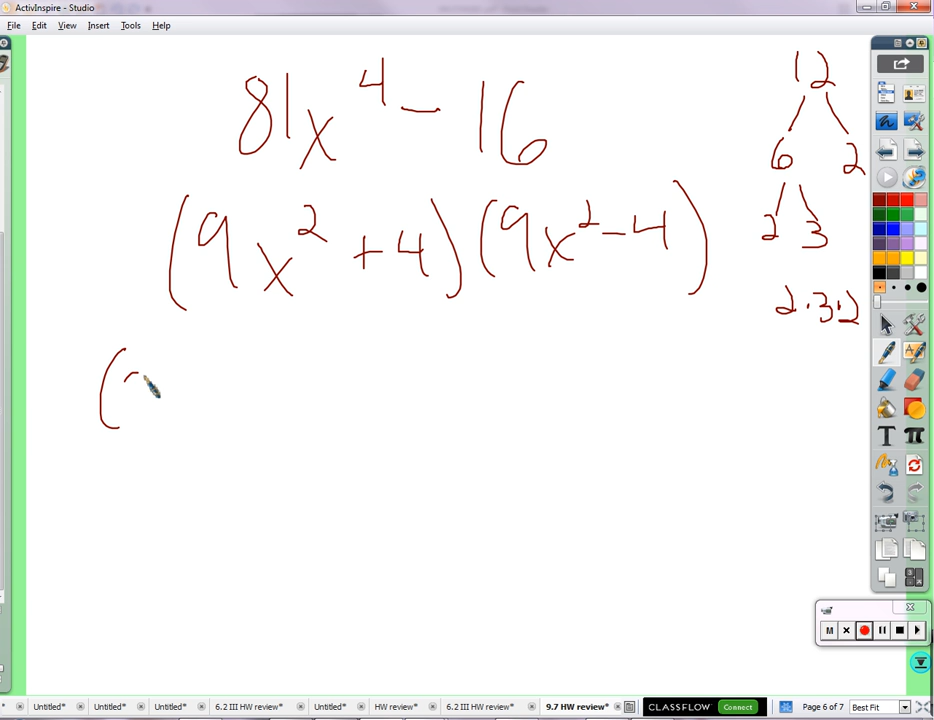 ActivInspire - Studio
File Edit View Insert Tools Help
81x⁴ - 16
(9x² + 4)(9x² - 4)
(
12
6 2
2 3
2·3·2
T π
M
Untitled* Untitled* Untitled* 6.2 III HW review* Untitled* HW review* 6.2 III HW review* Untitled* 9.7 HW review* CLASSFLOW Connect Page 6 of 7 Best Fit